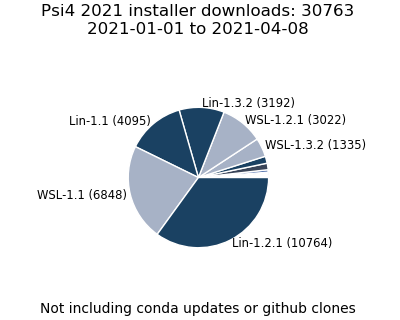 Psi4 2021 installer downloads: 30763
2021-01-01 to 2021-04-08
Lin-1.3.2 (3192)
Lin-1.1 (4095)
WSL-1.2.1 (3022)
WSL-1.3.2 (1335)
WSL-1.1 (6848)
Lin-1.2.1 (10764)
Not including conda updates or github clones